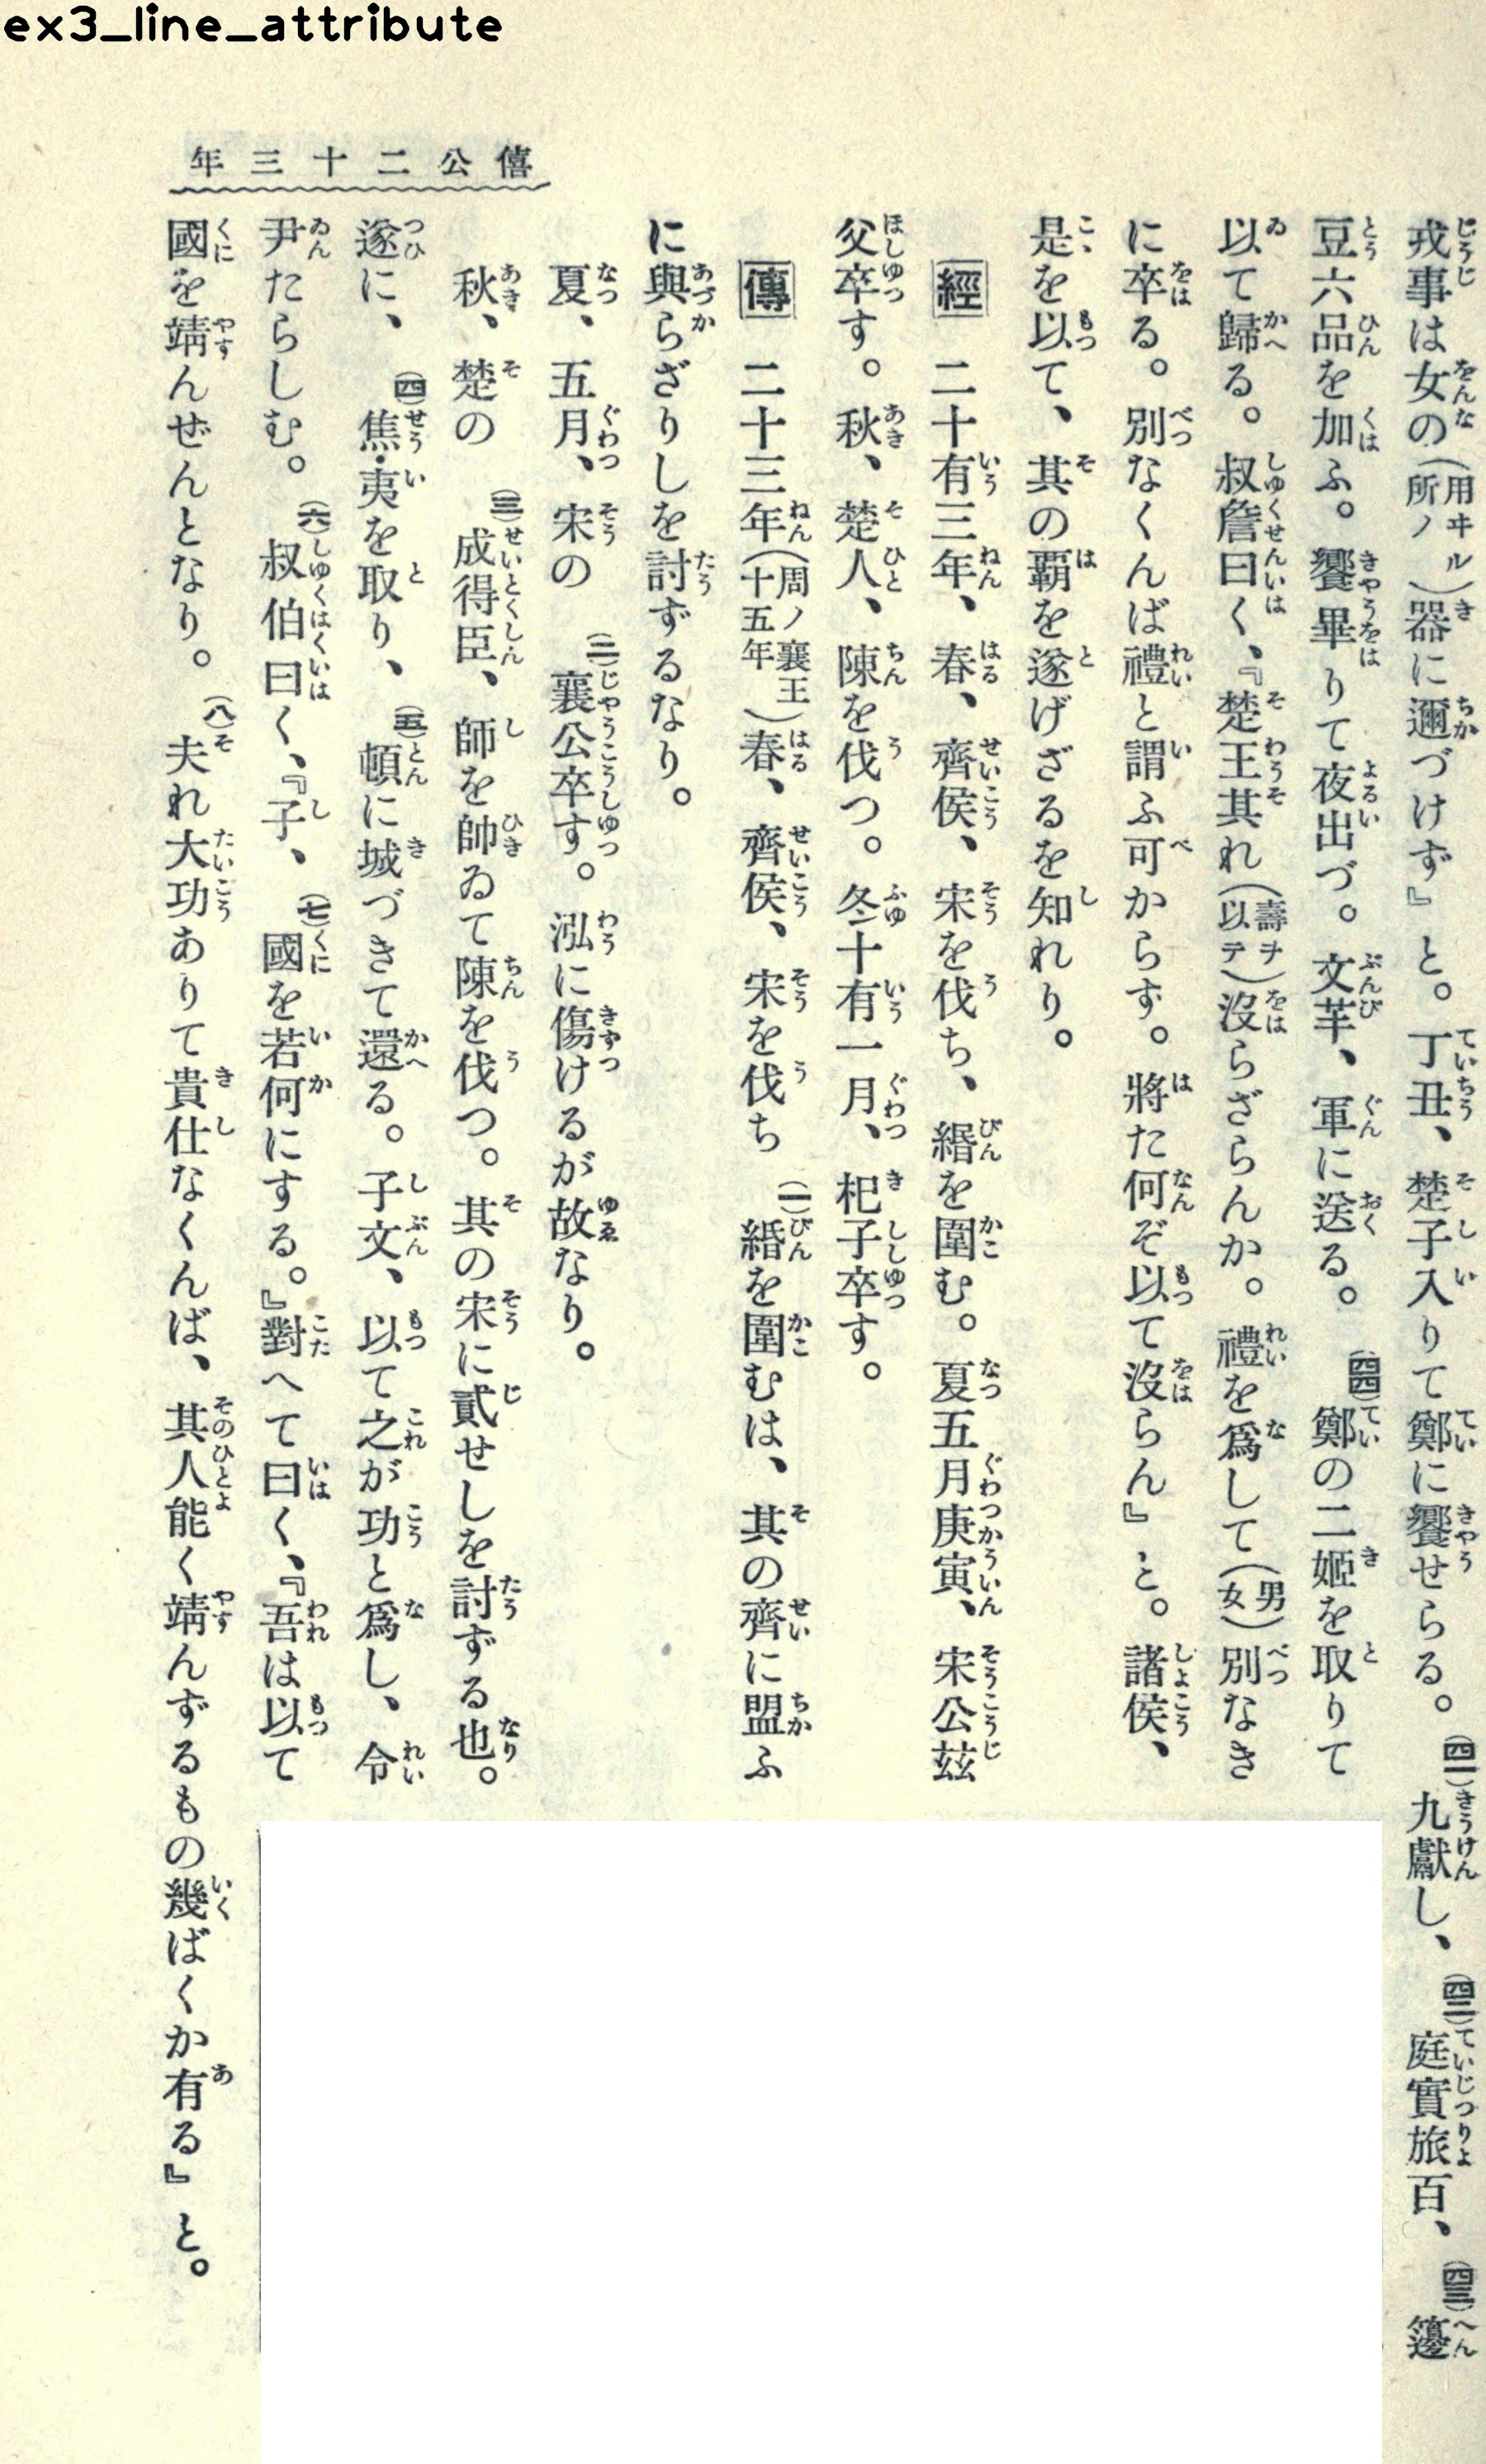 ex3_line_attribute
僖公二十三年
戎事は女の（用ヰル所ノ）器に邇づけず』と。丁丑、楚子入りて鄭に饗せらる。（四一）九獻し、（四二）庭實旅百、（四三）籩
豆六品を加ふ。饗畢りて夜出づ。文羋、軍に送る。（四四）鄭の二姬を取りて
以て歸る。叔詹曰く、『楚王其れ（壽ヲ以テ）沒らざらんか。禮を爲して（男女）別なき
に卒る。別なくんば禮と謂ふ可からず。將た何ぞ以て沒らん』と。諸侯、
是を以て、其の覇を遂げざるを知れり。
經　二十有三年、春、齊侯、宋を伐ち、緡を圍む。夏五月庚寅、宋公玆
父卒す。秋、楚人、陳を伐つ。冬十有一月、杞子卒す。
傳　二十三年（周ノ襄王十五年）春、齊侯、宋を伐ち（一）緡を圍むは、其の齊に盟ふ
に與らざりしを討ずるなり。
夏、五月、宋の（二）襄公卒す。泓に傷けるが故なり。
秋、楚の（三）成得臣、師を帥ゐて陳を伐つ。其の宋に貳せしを討ずる也。
遂に、（四）焦・夷を取り、（五）頓に城づきて還る。子文、以て之が功と爲し、令
尹たらしむ。（六）叔伯曰く、『子、（七）國を若何にする。』對へて曰く、『吾は以て
國を靖んぜんとなり。（八）夫れ大功ありて貴仕なくんば、其人能く靖んずるもの幾ばくか有る』と。